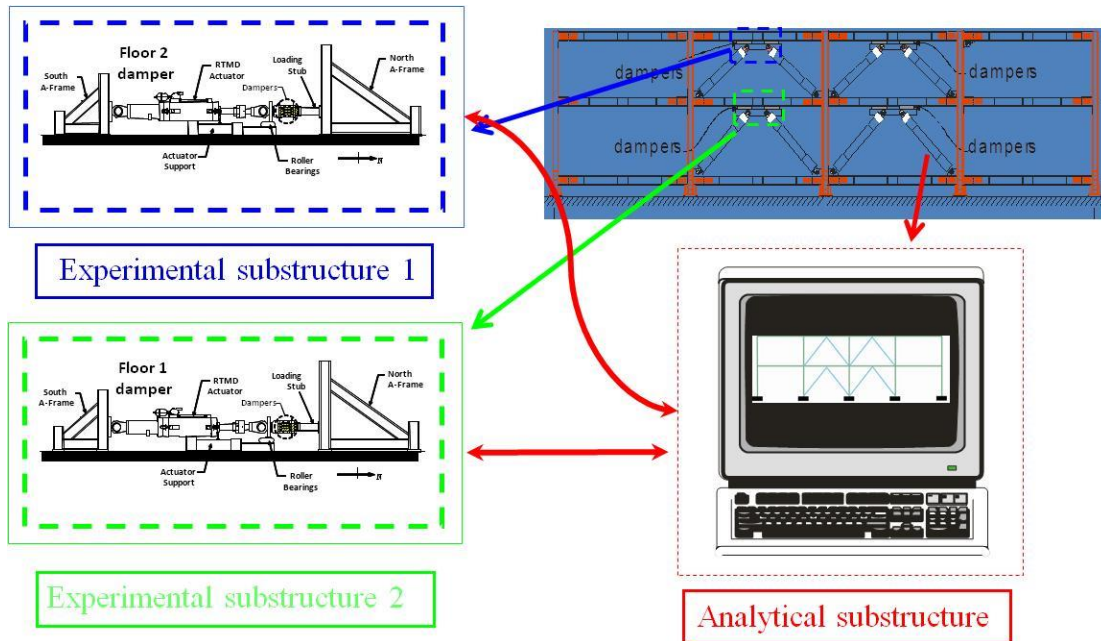 Floor 2
damper
South
A-Frame
RTMD
Actuator
Loading
Stub
Dampers
North
A-Frame
Actuator
Support
Roller
Bearings
N
Experimental substructure 1
dampers
dampers
dampers
dampers
Floor 1
damper
South
A-Frame
RTMD
Actuator
Loading
Stub
Dampers
North
A-Frame
Actuator
Support
Roller
Bearings
N
Experimental substructure 2
Analytical substructure